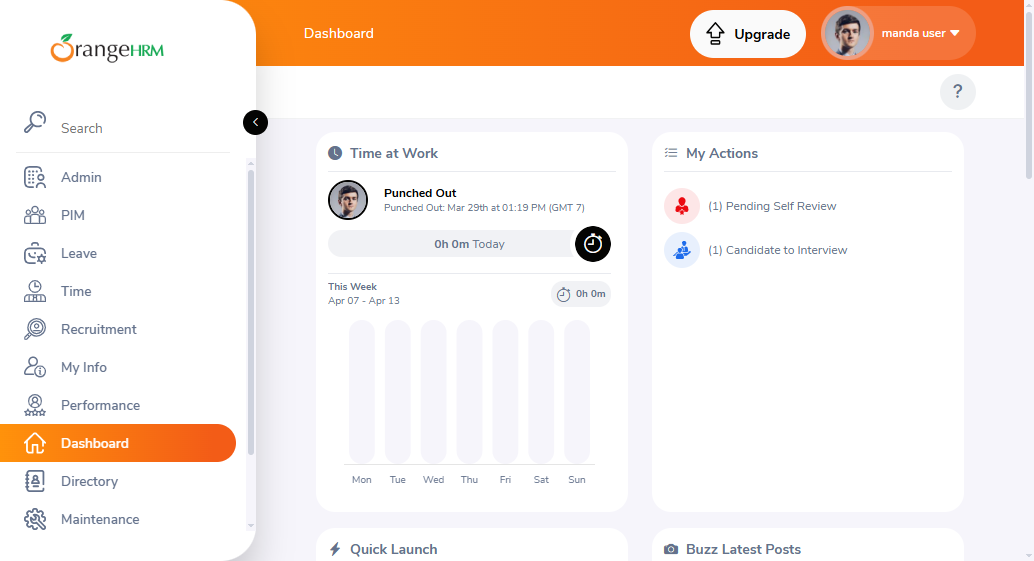 OrangeHRM
Search
Admin
PIM
Leave
Time
Recruitment
My Info
Performance
Dashboard
Directory
Maintenance
Dashboard
Upgrade
manda user
?
Time at Work
Punched Out
Punched Out: Mar 29th at 01:19 PM (GMT 7)
0h 0m Today
This Week
Apr 07 - Apr 13
0h 0m
Mon Tue Wed Thu Fri Sat Sun
My Actions
(1) Pending Self Review
(1) Candidate to Interview
Quick Launch
Buzz Latest Posts